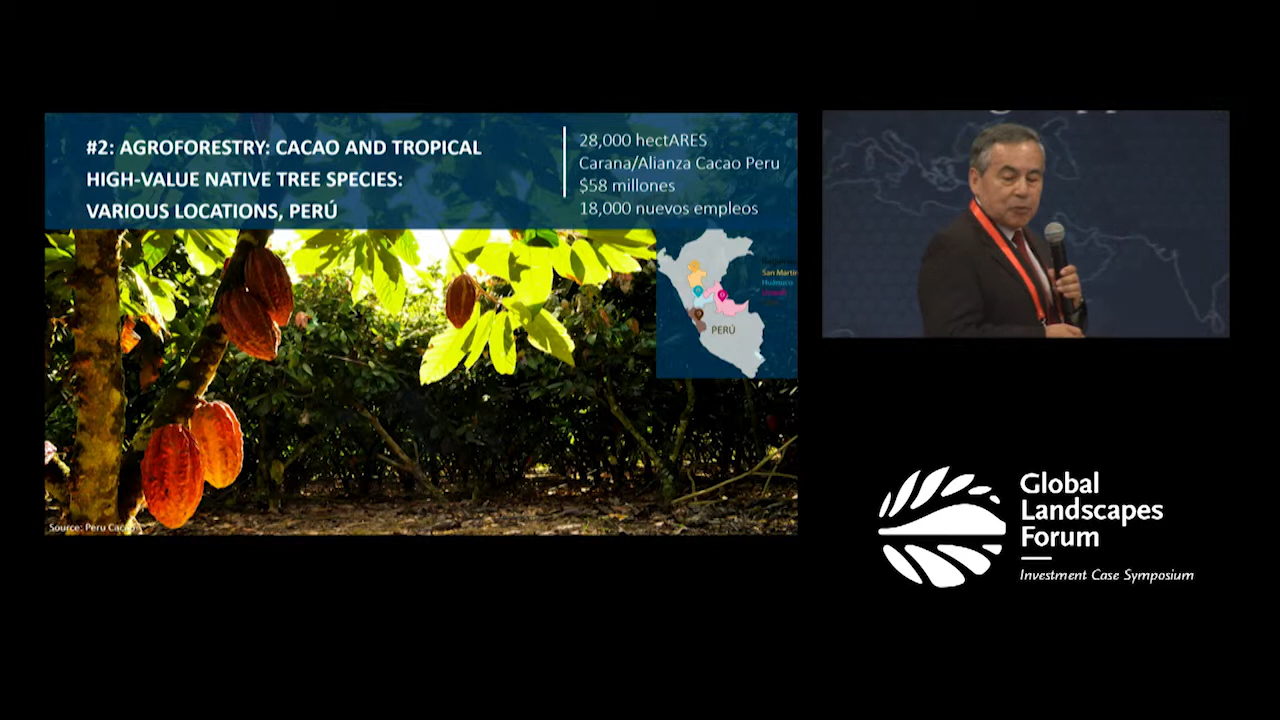 #2: AGROFORESTRY: CACAO AND TROPICAL
HIGH-VALUE NATIVE TREE SPECIES:
VARIOUS LOCATIONS, PERÚ
28,000 hectARES
Carana/Alianza Cacao Peru
$58 millones
18,000 nuevos empleos
San Martín
Huánuco
PERÚ
Source: Peru
Global
Landscapes
Forum
Investment Case Symposium